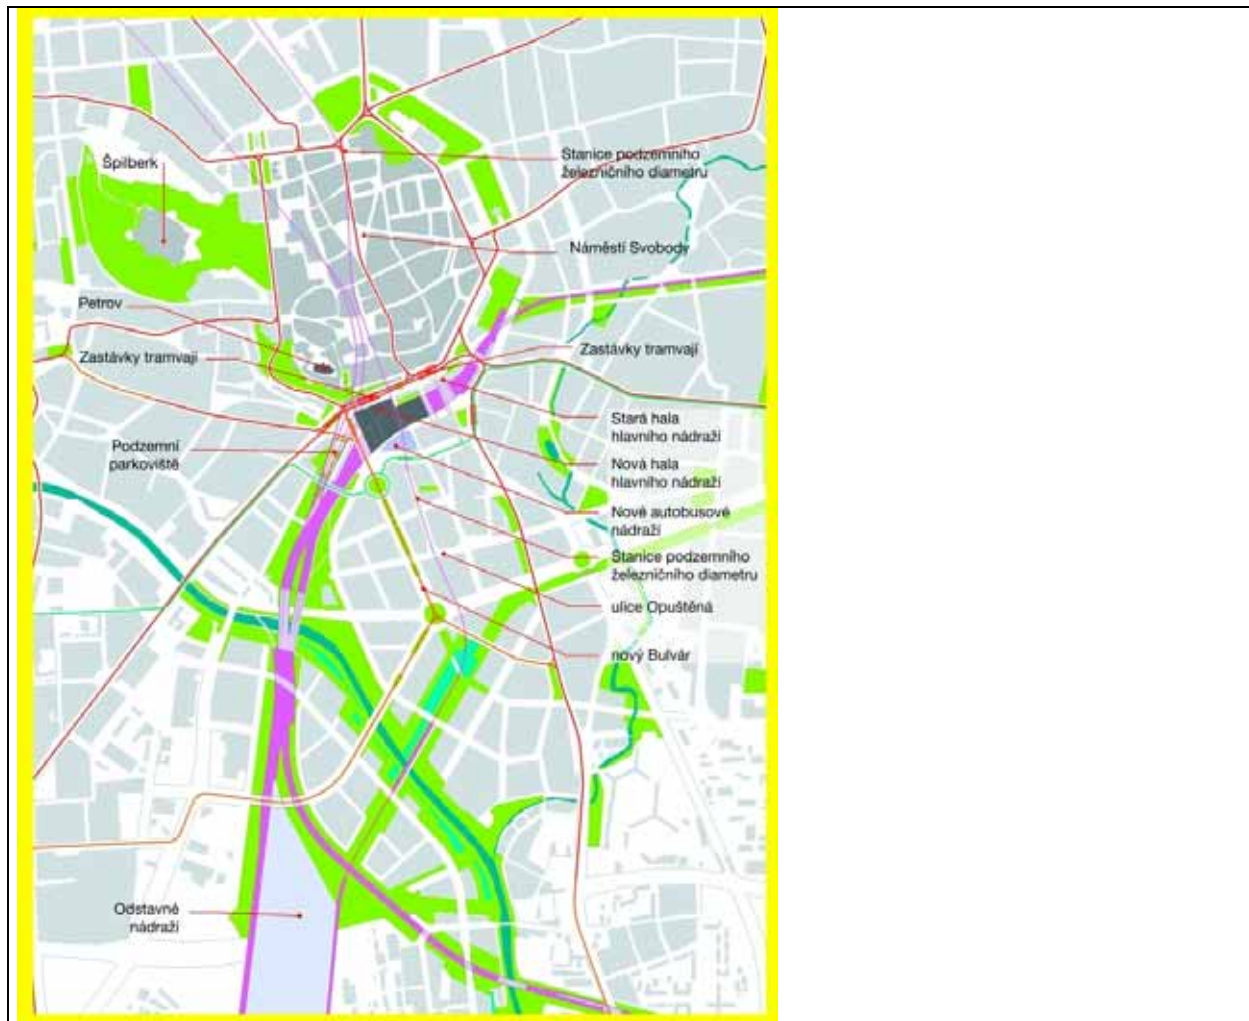 Špilberk
Stanice podzemního
železničního diametru
Náměstí Svobody
Petrov
Zastávky tramvají
Zastávky tramvají
Stará hala
hlavního nádraží
Podzemní
parkoviště
Nová hala
hlavního nádraží
Nové autobusové
nádraží
Stanice podzemního
železničního diametru
ulice Opuštěná
nový Bulvár
Odstavné
nádraží